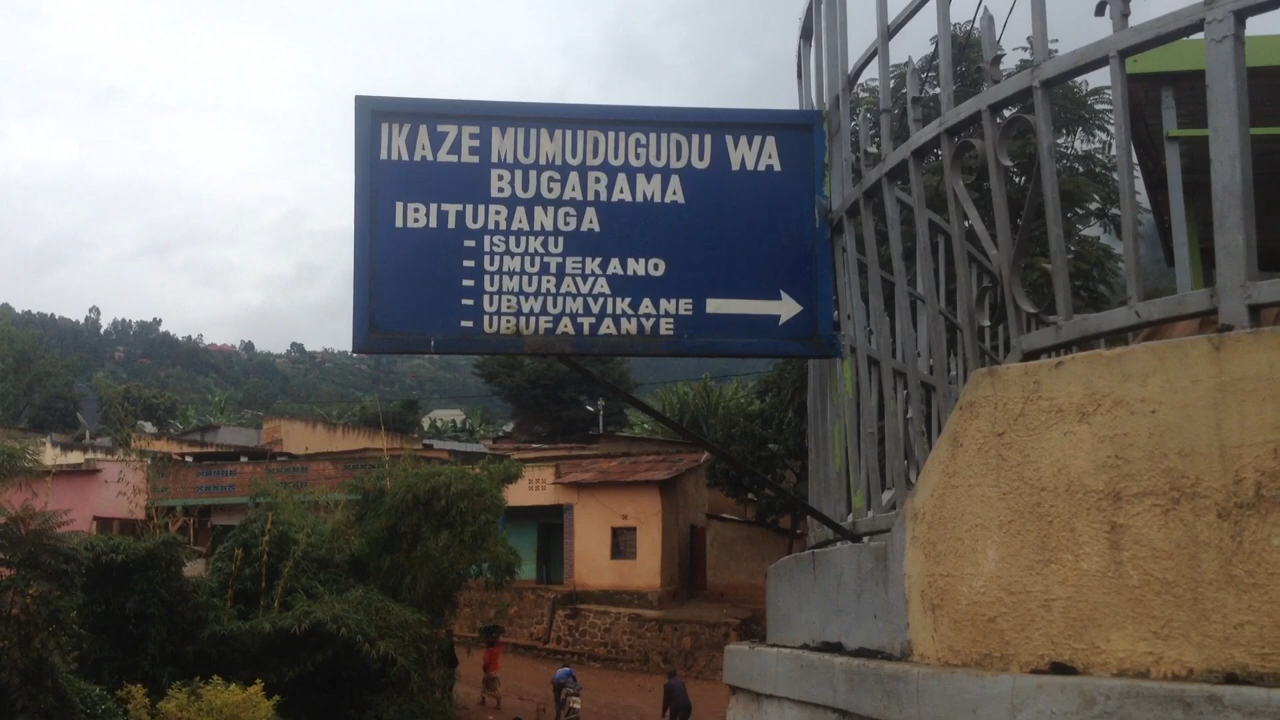 IKAZE MUMUDUGUDU WA
BUGARAMA
IBITURANGA
- ISUKU
- UMUTEKANO
- UMURAVA
- UBWUMVIKANE
- UBUFATANYE